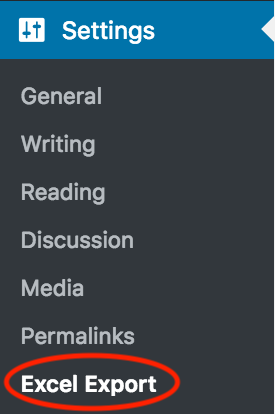 Settings
General
Writing
Reading
Discussion
Media
Permalinks
Excel Export